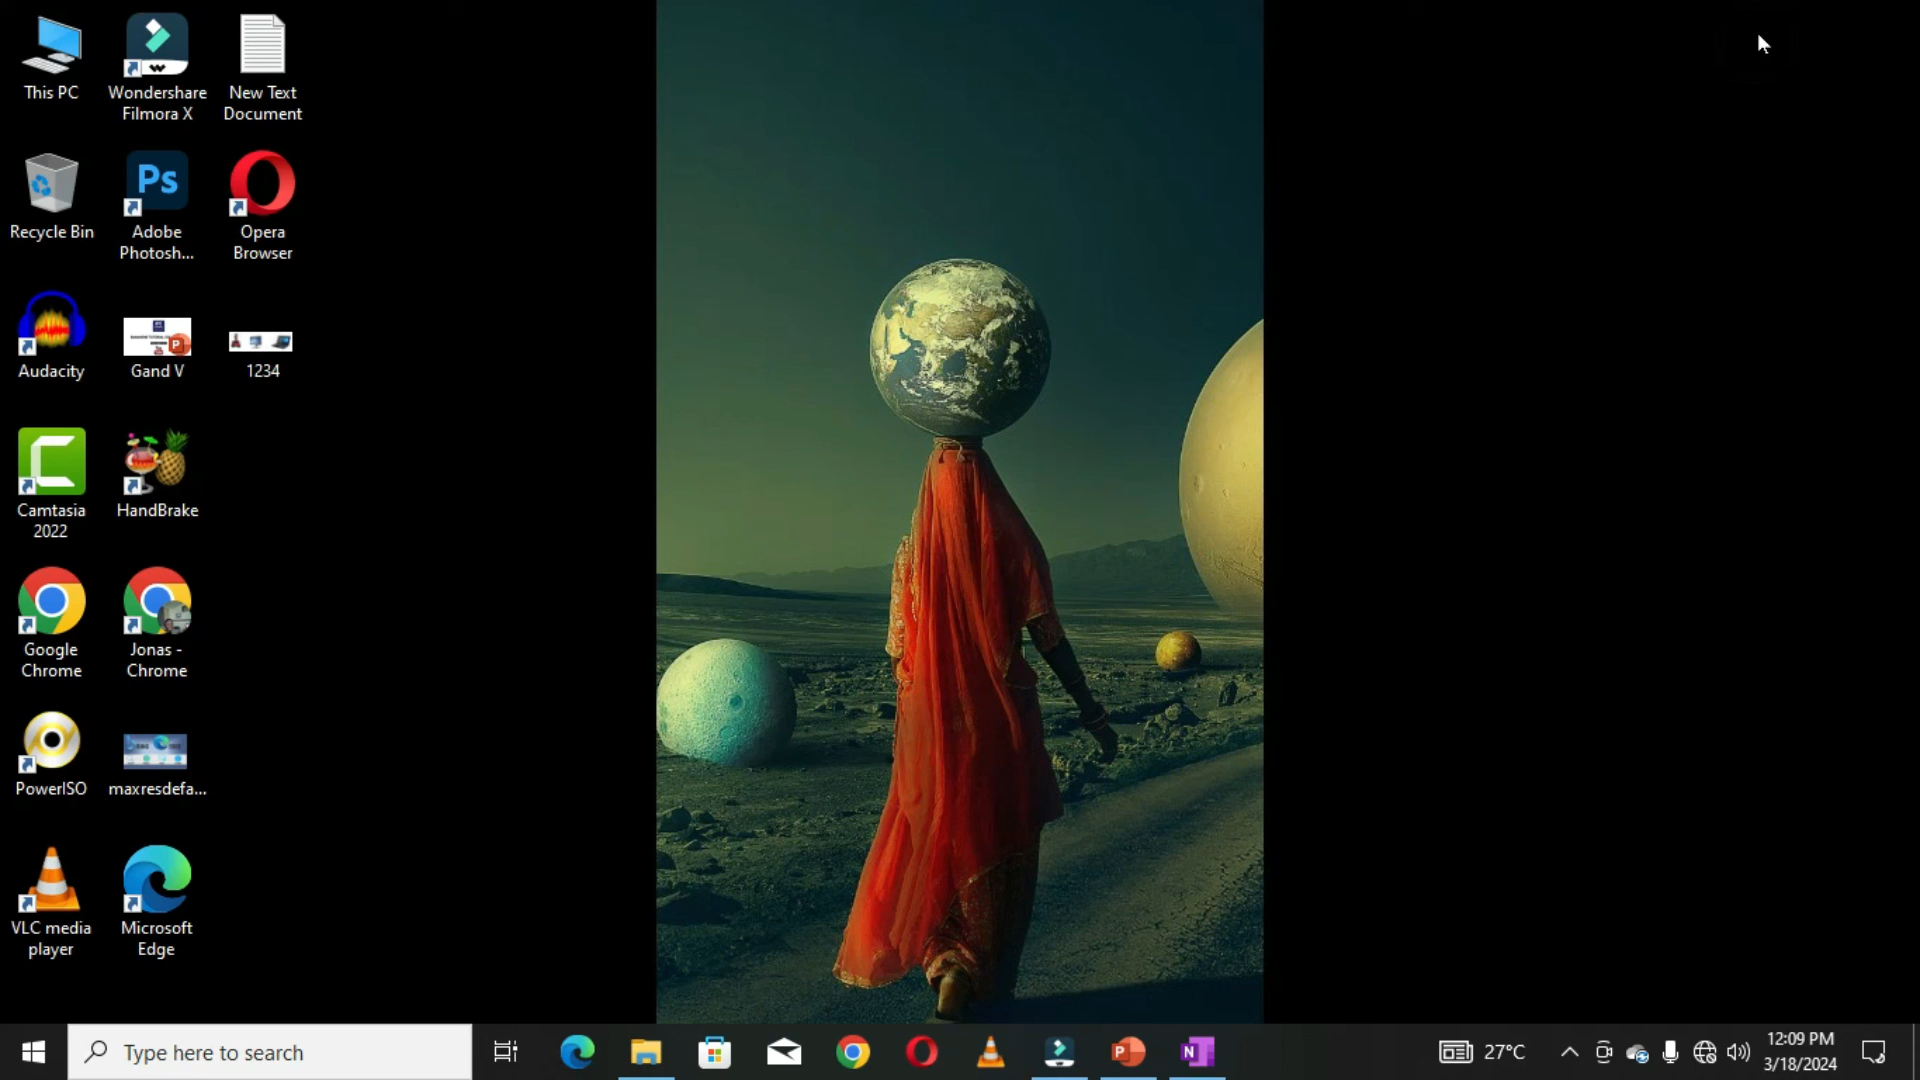 This PC
Wondershare
Filmora X
New Text
Document
Recycle Bin
Ps
Adobe
Photosh...
Opera
Browser
Audacity
Gand V
1234
Camtasia
2022
HandBrake
Google
Chrome
Jonas -
Chrome
PowerISO
maxresdefa...
VLC media
player
Microsoft
Edge
Type here to search
P
N
27°C
12:09 PM
3/18/2024